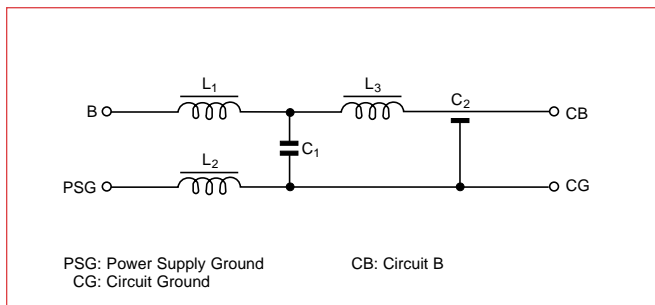 L1 L3
C2
B CB
C1
L2
PSG CG
PSG: Power Supply Ground CB: Circuit B
CG: Circuit Ground